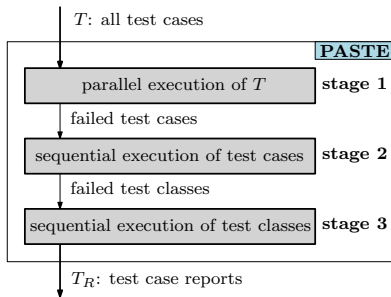 T: all test cases
PASTE
parallel execution of T
stage 1
failed test cases
sequential execution of test cases
stage 2
failed test classes
sequential execution of test classes
stage 3
T_R: test case reports